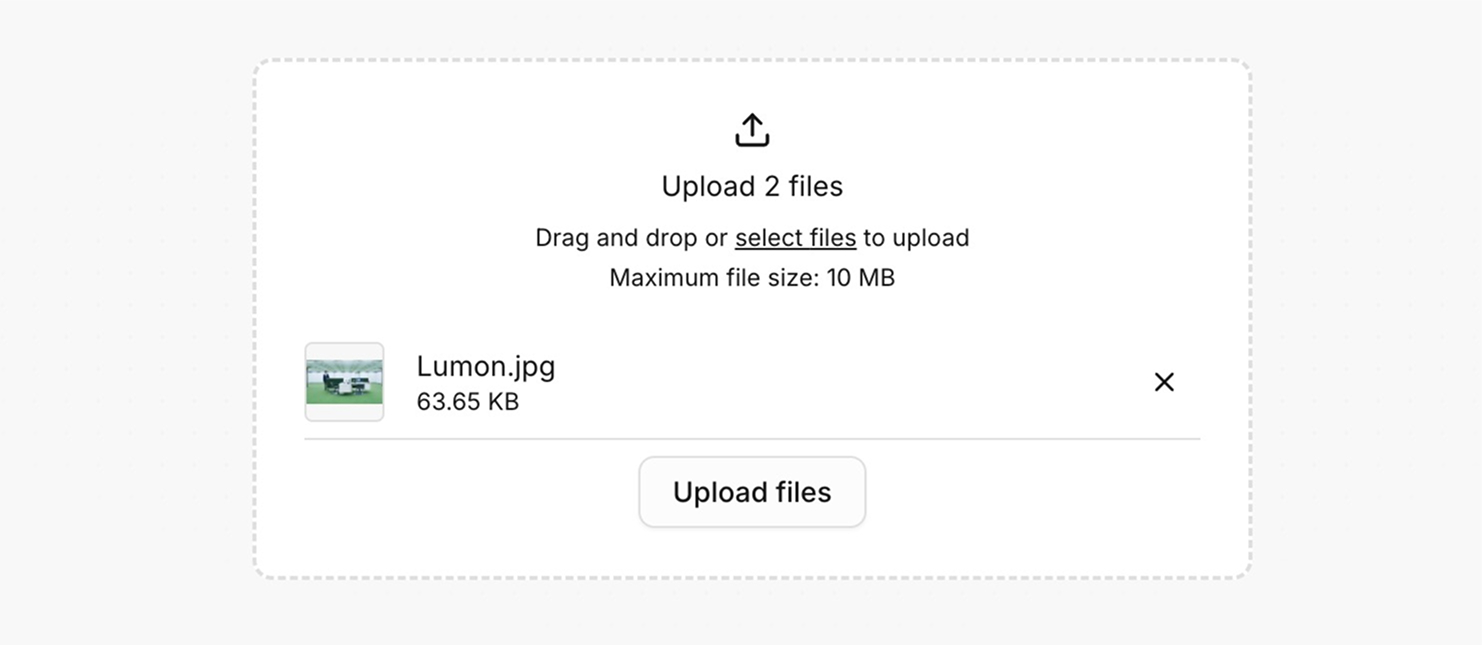 Upload 2 files
Drag and drop or select files to upload
Maximum file size: 10 MB
Lumon.jpg
63.65 KB
Upload files